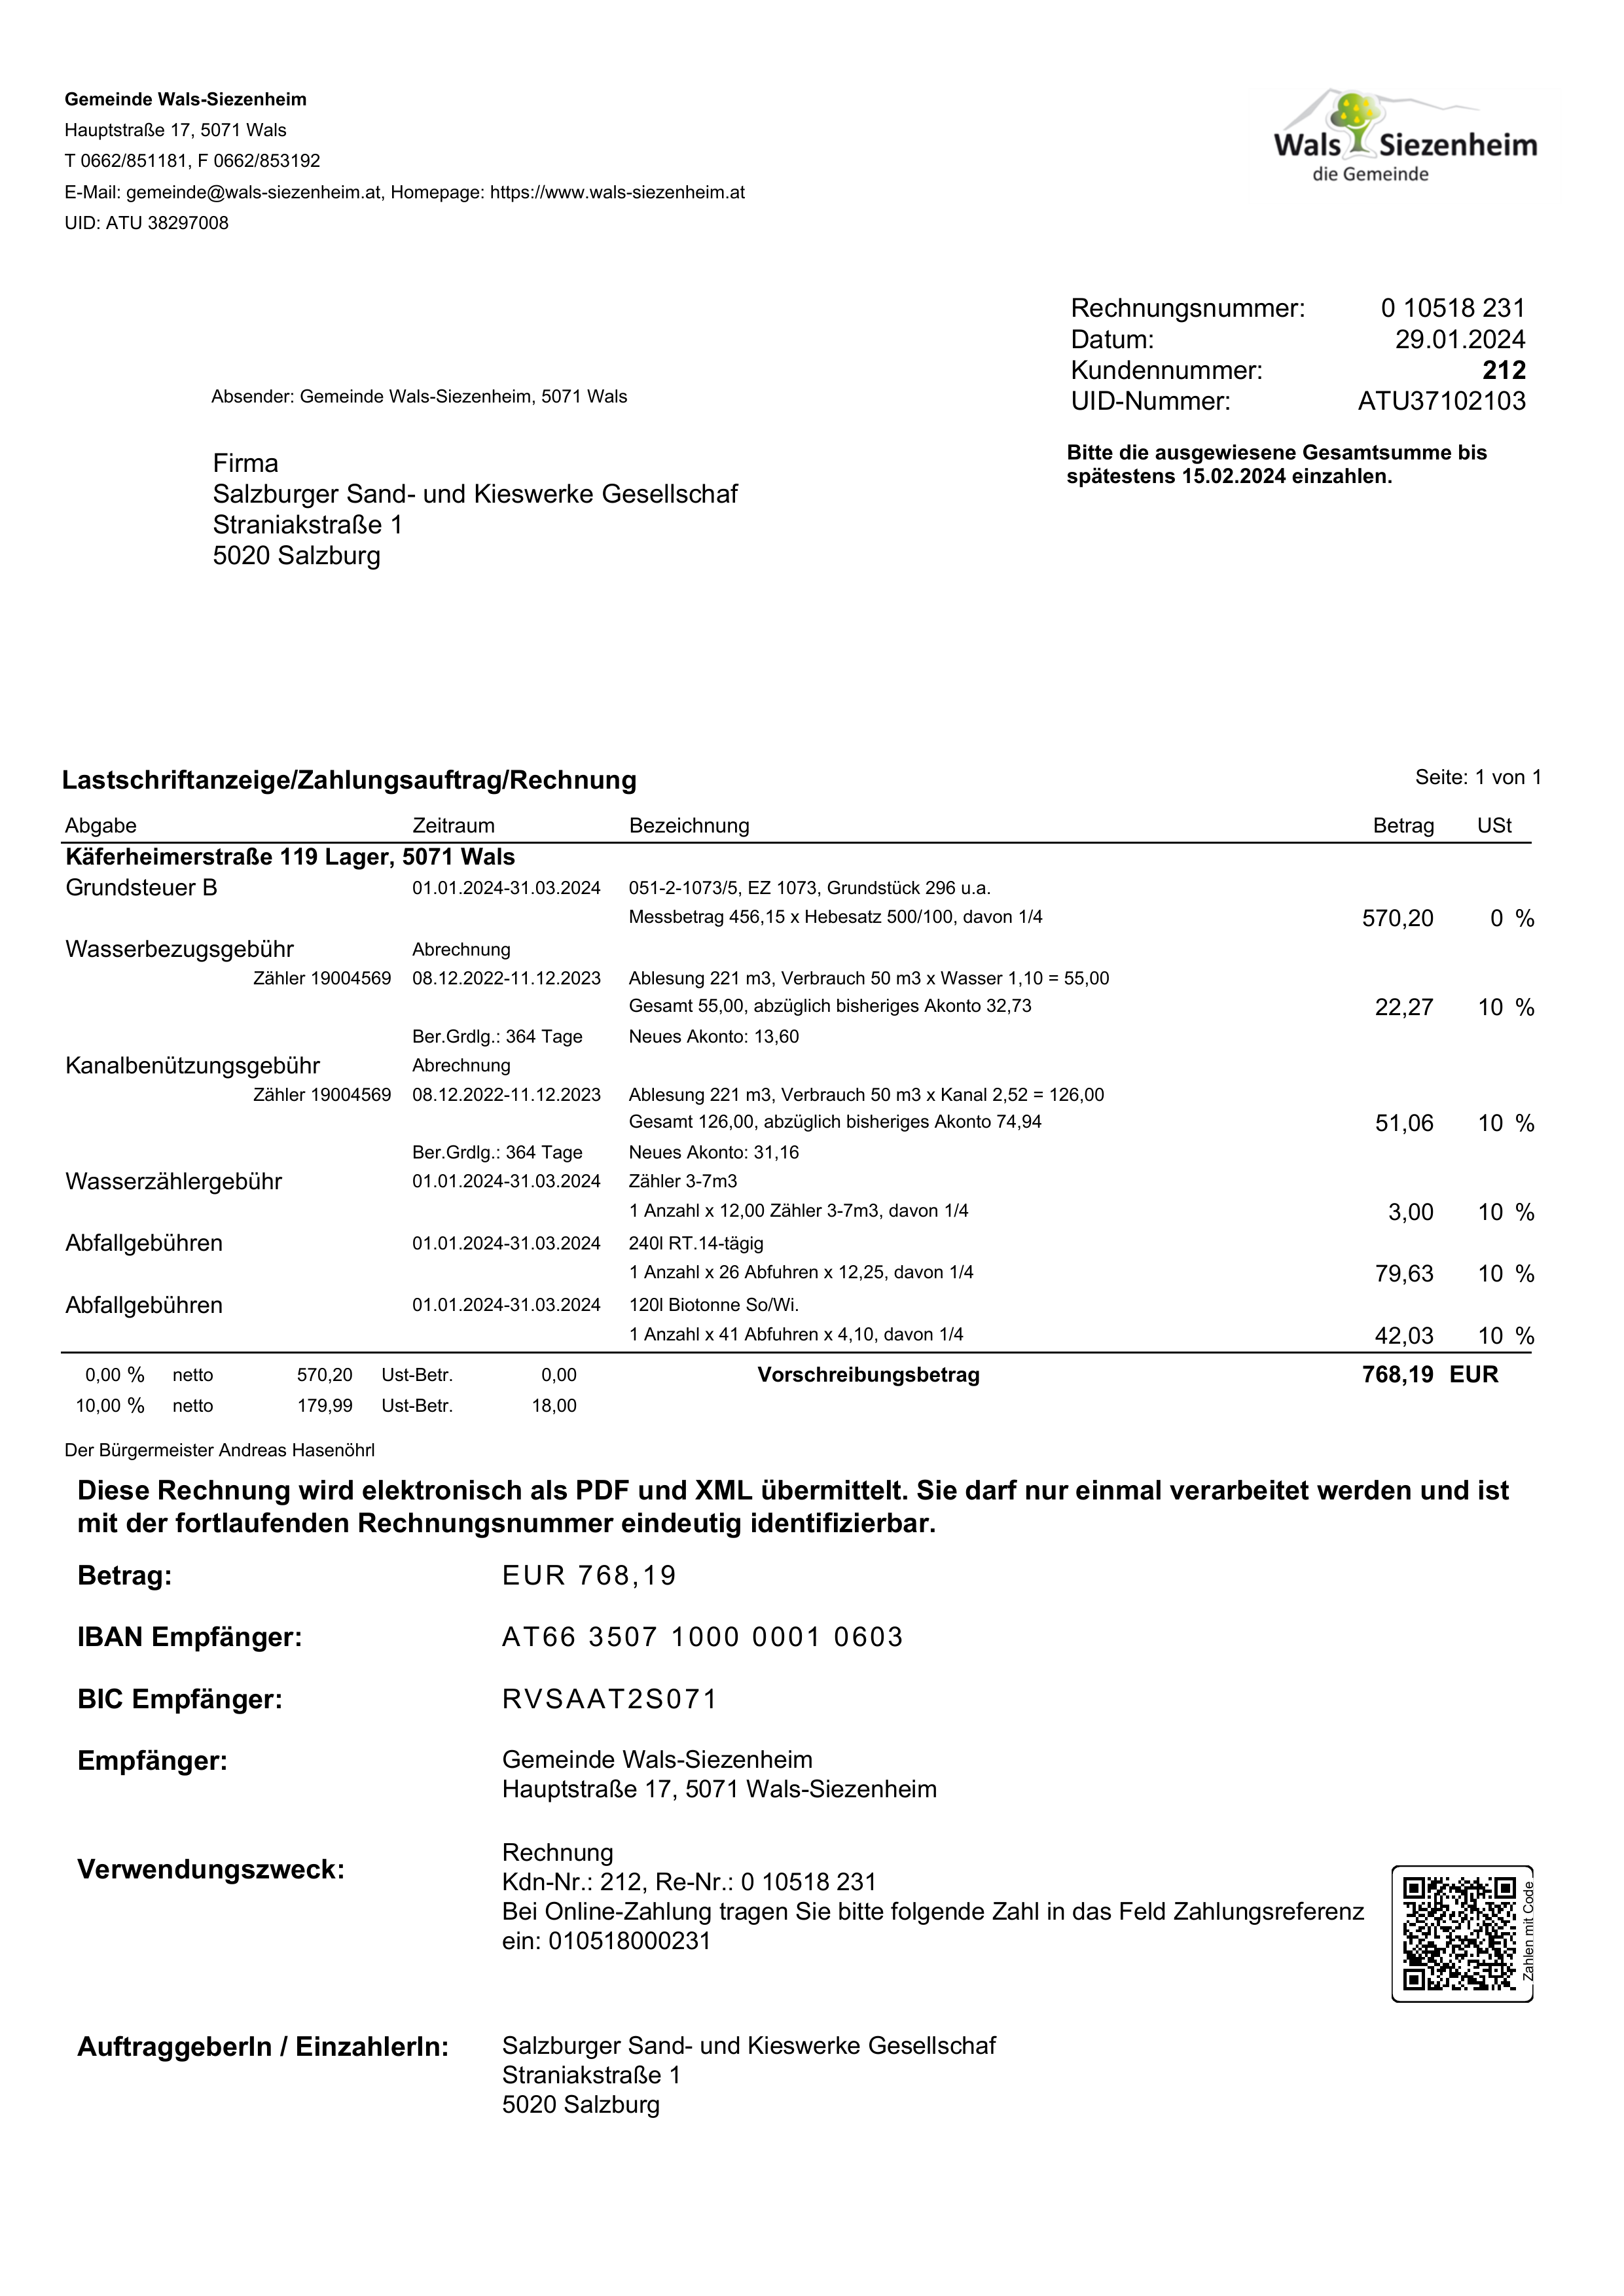 Gemeinde Wals-Siezenheim
Hauptstraße 17, 5071 Wals
T 0662/851181, F 0662/853192
E-Mail: gemeinde@wals-siezenheim.at, Homepage: https://www.wals-siezenheim.at
UID: ATU 38297008
Wals Siezenheim
die Gemeinde
Rechnungsnummer: 0 10518 231
Datum: 29.01.2024
Kundennummer: 212
UID-Nummer: ATU37102103
Absender: Gemeinde Wals-Siezenheim, 5071 Wals
Bitte die ausgewiesene Gesamtsumme bis
spätestens 15.02.2024 einzahlen.
Firma
Salzburger Sand- und Kieswerke Gesellschaf
Straniakstraße 1
5020 Salzburg
Lastschriftanzeige/Zahlungsauftrag/Rechnung Seite: 1 von 1
Abgabe Zeitraum Bezeichnung Betrag USt
Käferheimerstraße 119 Lager, 5071 Wals
Grundsteuer B 01.01.2024-31.03.2024 051-2-1073/5, EZ 1073, Grundstück 296 u.a.
Messbetrag 456,15 x Hebesatz 500/100, davon 1/4 570,20 0 %
Wasserbezugsgebühr Abrechnung
Zähler 19004569 08.12.2022-11.12.2023 Ablesung 221 m3, Verbrauch 50 m3 x Wasser 1,10 = 55,00
Gesamt 55,00, abzüglich bisheriges Akonto 32,73 22,27 10 %
Ber.Grdlg.: 364 Tage Neues Akonto: 13,60
Kanalbenützungsgebühr Abrechnung
Zähler 19004569 08.12.2022-11.12.2023 Ablesung 221 m3, Verbrauch 50 m3 x Kanal 2,52 = 126,00
Gesamt 126,00, abzüglich bisheriges Akonto 74,94 51,06 10 %
Ber.Grdlg.: 364 Tage Neues Akonto: 31,16
Wasserzählergebühr 01.01.2024-31.03.2024 Zähler 3-7m3
1 Anzahl x 12,00 Zähler 3-7m3, davon 1/4 3,00 10 %
Abfallgebühren 01.01.2024-31.03.2024 240l RT.14-tägig
1 Anzahl x 26 Abfuhren x 12,25, davon 1/4 79,63 10 %
Abfallgebühren 01.01.2024-31.03.2024 120l Biotonne So/Wi.
1 Anzahl x 41 Abfuhren x 4,10, davon 1/4 42,03 10 %
0,00 % netto 570,20 Ust-Betr. 0,00 Vorschreibungsbetrag 768,19 EUR
10,00 % netto 179,99 Ust-Betr. 18,00
Der Bürgermeister Andreas Hasenöhrl
Diese Rechnung wird elektronisch als PDF und XML übermittelt. Sie darf nur einmal verarbeitet werden und ist
mit der fortlaufenden Rechnungsnummer eindeutig identifizierbar.
Betrag: EUR 768,19
IBAN Empfänger: AT66 3507 1000 0001 0603
BIC Empfänger: RVSAAT2S071
Empfänger: Gemeinde Wals-Siezenheim
Hauptstraße 17, 5071 Wals-Siezenheim
Verwendungszweck: Rechnung
Kdn-Nr.: 212, Re-Nr.: 0 10518 231
Bei Online-Zahlung tragen Sie bitte folgende Zahl in das Feld Zahlungsreferenz
ein: 010518000231
Zahlen mit Code
AuftraggeberIn / EinzahlerIn: Salzburger Sand- und Kieswerke Gesellschaf
Straniakstraße 1
5020 Salzburg